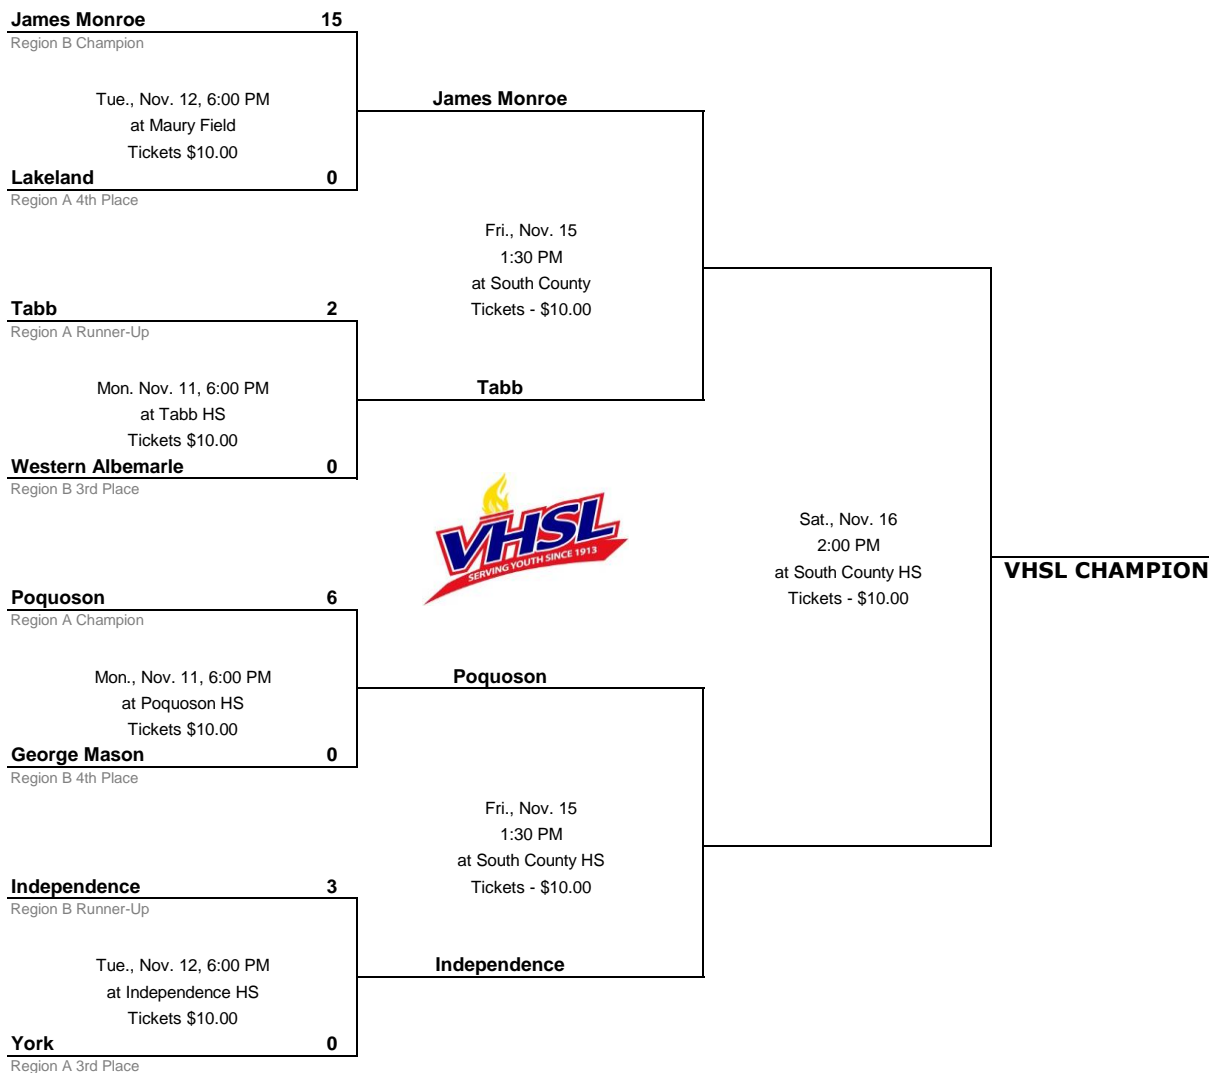 James Monroe 15
Region B Champion
Tue., Nov. 12, 6:00 PM
at Maury Field
Tickets $10.00
Lakeland 0
Region A 4th Place
James Monroe
Fri., Nov. 15
1:30 PM
at South County
Tickets - $10.00
Tabb 2
Region A Runner-Up
Mon. Nov. 11, 6:00 PM
at Tabb HS
Tickets $10.00
Western Albemarle 0
Region B 3rd Place
Tabb
VHSL
SERVING YOUTH SINCE 1913
Sat., Nov. 16
2:00 PM
at South County HS
Tickets - $10.00
VHSL CHAMPION
Poquoson 6
Region A Champion
Mon., Nov. 11, 6:00 PM
at Poquoson HS
Tickets $10.00
George Mason 0
Region B 4th Place
Poquoson
Fri., Nov. 15
1:30 PM
at South County HS
Tickets - $10.00
Independence 3
Region B Runner-Up
Tue., Nov. 12, 6:00 PM
at Independence HS
Tickets $10.00
York 0
Region A 3rd Place
Independence